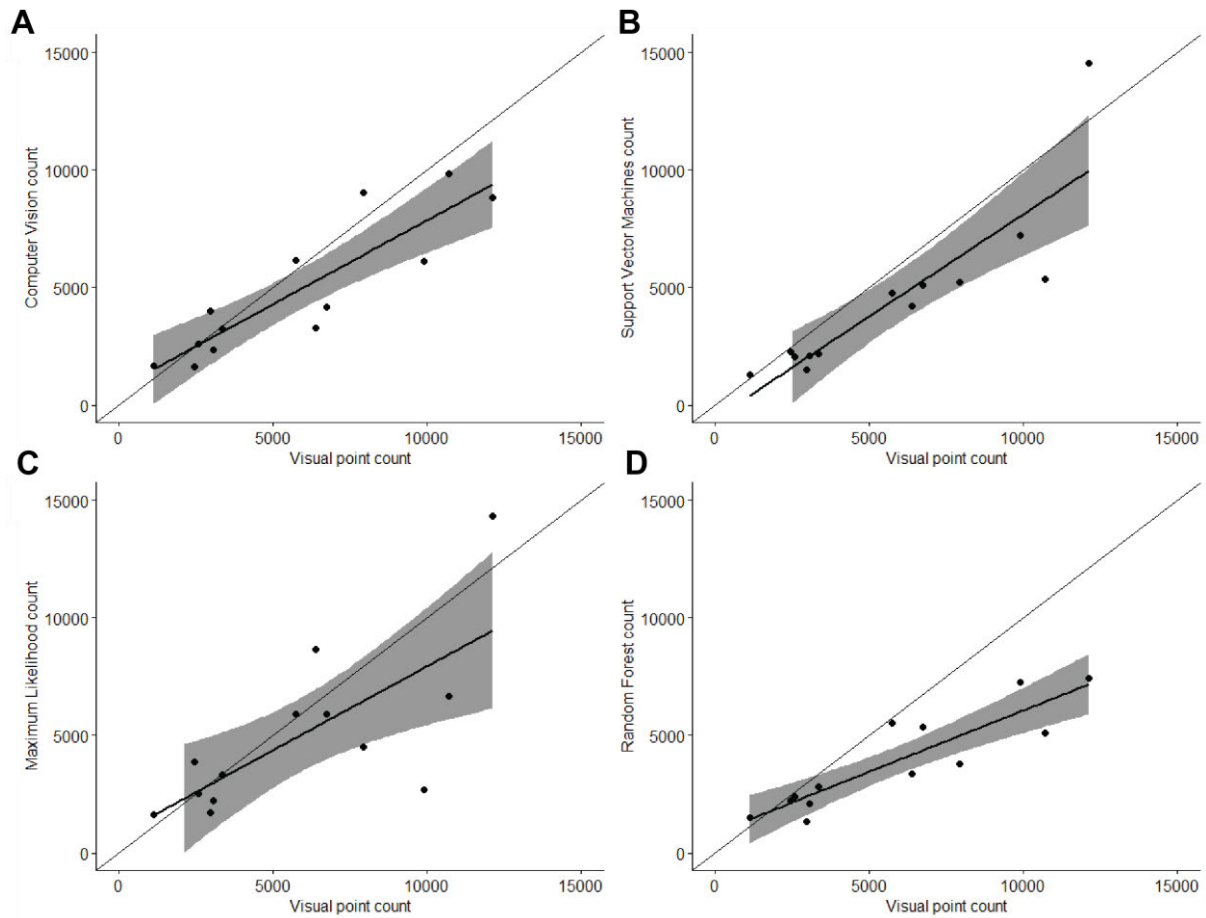 A
B
15000
10000
5000
0
Computer Vision count
0
5000
10000
15000
Visual point count
15000
10000
5000
0
Support Vector Machines count
0
5000
10000
15000
Visual point count
C
D
15000
10000
5000
0
Maximum Likelihood count
0
5000
10000
15000
Visual point count
15000
10000
5000
0
Random Forest count
0
5000
10000
15000
Visual point count